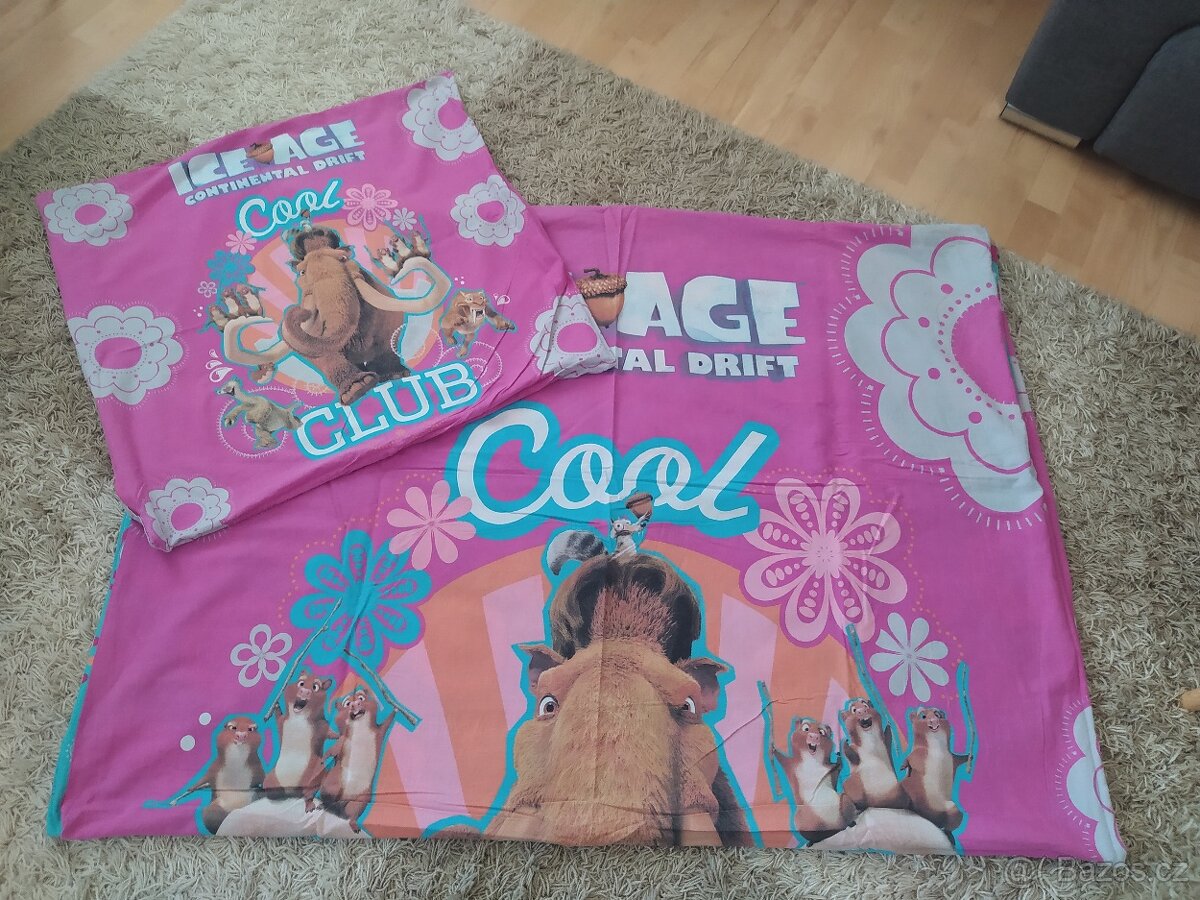 ICE AGE
CONTINENTAL DRIFT
Cool
CLUB
AGE
TAL DRIFT
Cool
© Bazos.cz